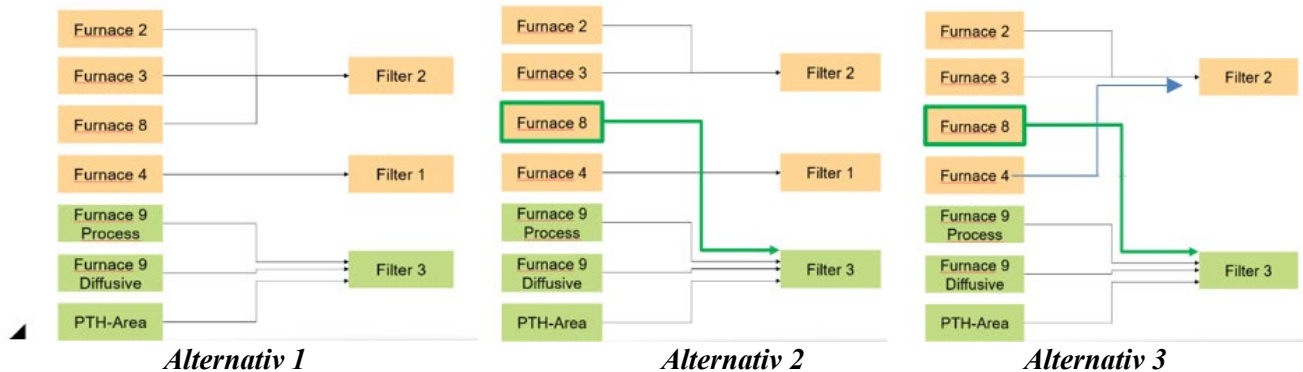 Furnace 2
Furnace 3
Filter 2
Furnace 8
Furnace 4
Filter 1
Furnace 9
Process
Furnace 9
Diffusive
Filter 3
PTH-Area
Alternativ 1
Furnace 2
Furnace 3
Filter 2
Furnace 8
Furnace 4
Filter 1
Furnace 9
Process
Furnace 9
Diffusive
Filter 3
PTH-Area
Alternativ 2
Furnace 2
Furnace 3
Filter 2
Furnace 8
Furnace 4
Furnace 9
Process
Furnace 9
Diffusive
Filter 3
PTH-Area
Alternativ 3